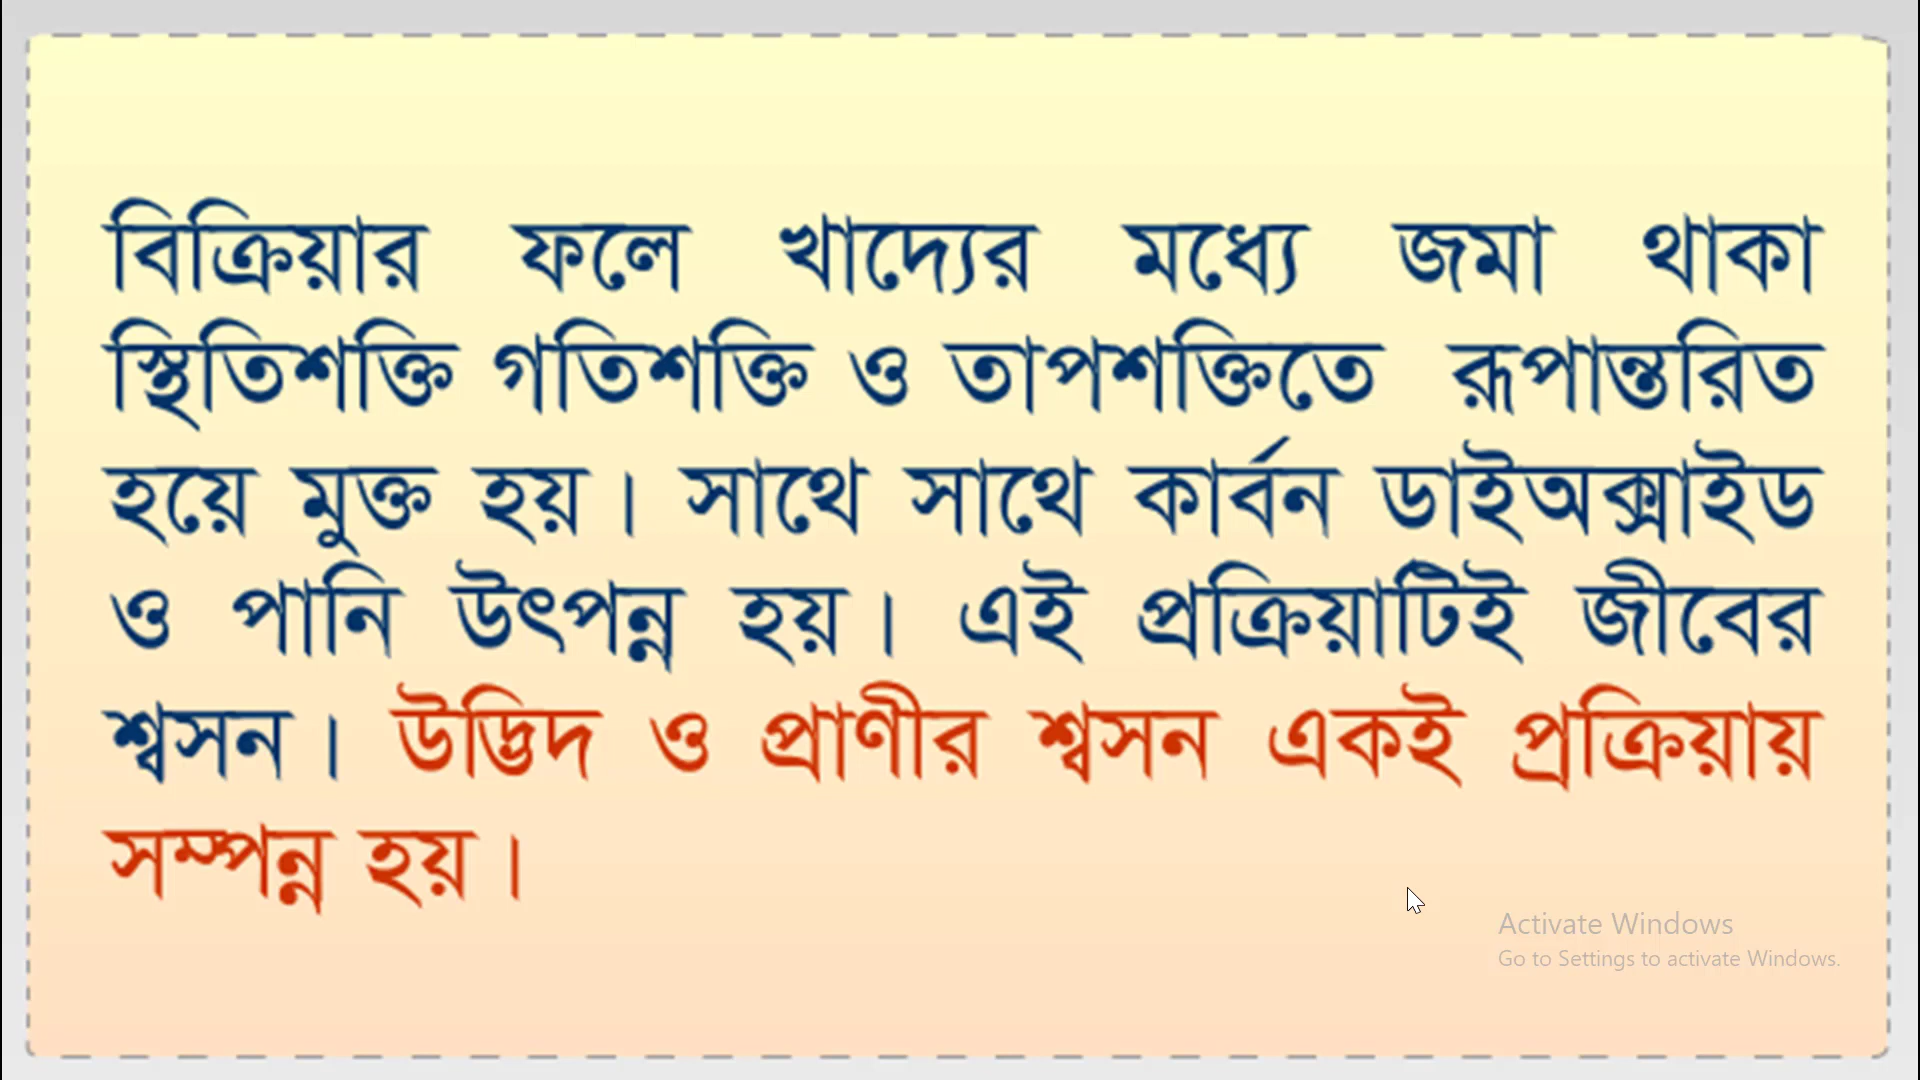 বিক্রিয়ার ফলে খাদ্যের মধ্যে জমা থাকা
স্থিতিশক্তি গতিশক্তি ও তাপশক্তিতে রূপান্তরিত
হয়ে মুক্ত হয়। সাথে সাথে কার্বন ডাইঅক্সাইড
ও পানি উৎপন্ন হয়। এই প্রক্রিয়াটিই জীবের
শ্বসন। উদ্ভিদ ও প্রাণীর শ্বসন একই প্রক্রিয়ায়
সম্পন্ন হয়।
Activate Windows
Go to Settings to activate Windows.